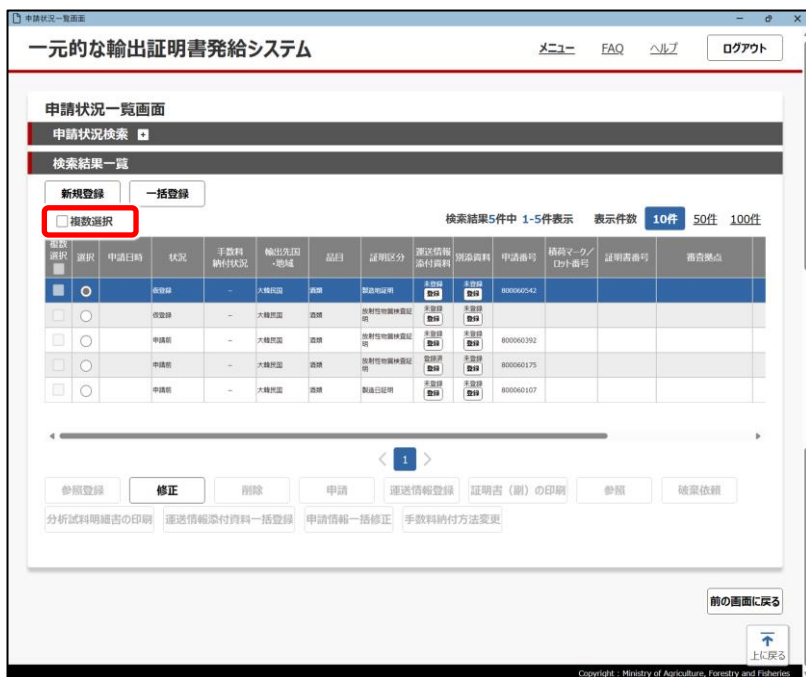 申請状況一覧画面
一元的な輸出証明書発給システム
メニュー FAQ ヘルプ ログアウト
申請状況一覧画面
申請状況検索 +
検索結果一覧
新規登録 一括登録
複数選択
検索結果5件中 1-5件表示 表示件数 10件 50件 100件
複数選択 選択 申請日時 状況 手数料納付状況 輸出先国・地域 品目 証明区分 運送情報添付資料 別添資料 申請番号 積荷マーク/ロット番号 証明書番号 審査拠点
仮登録 - 大韓民国 酒類 製造地証明 未登録 登録 未登録 登録 800060542
仮登録 - 大韓民国 酒類 放射性物質検査証明 未登録 登録 未登録 登録
申請前 - 大韓民国 酒類 放射性物質検査証明 未登録 登録 未登録 登録 800060392
申請前 - 大韓民国 酒類 放射性物質検査証明 登録済 登録 未登録 登録 800060175
申請前 - 大韓民国 酒類 製造日証明 未登録 登録 未登録 登録 800060107
< 1 >
参照登録 修正 削除 申請 運送情報登録 証明書（副）の印刷 参照 破棄依頼
分析試料明細書の印刷 運送情報添付資料一括登録 申請情報一括修正 手数料納付方法変更
前の画面に戻る
上に戻る
Copyright : Ministry of Agriculture, Forestry and Fisheries